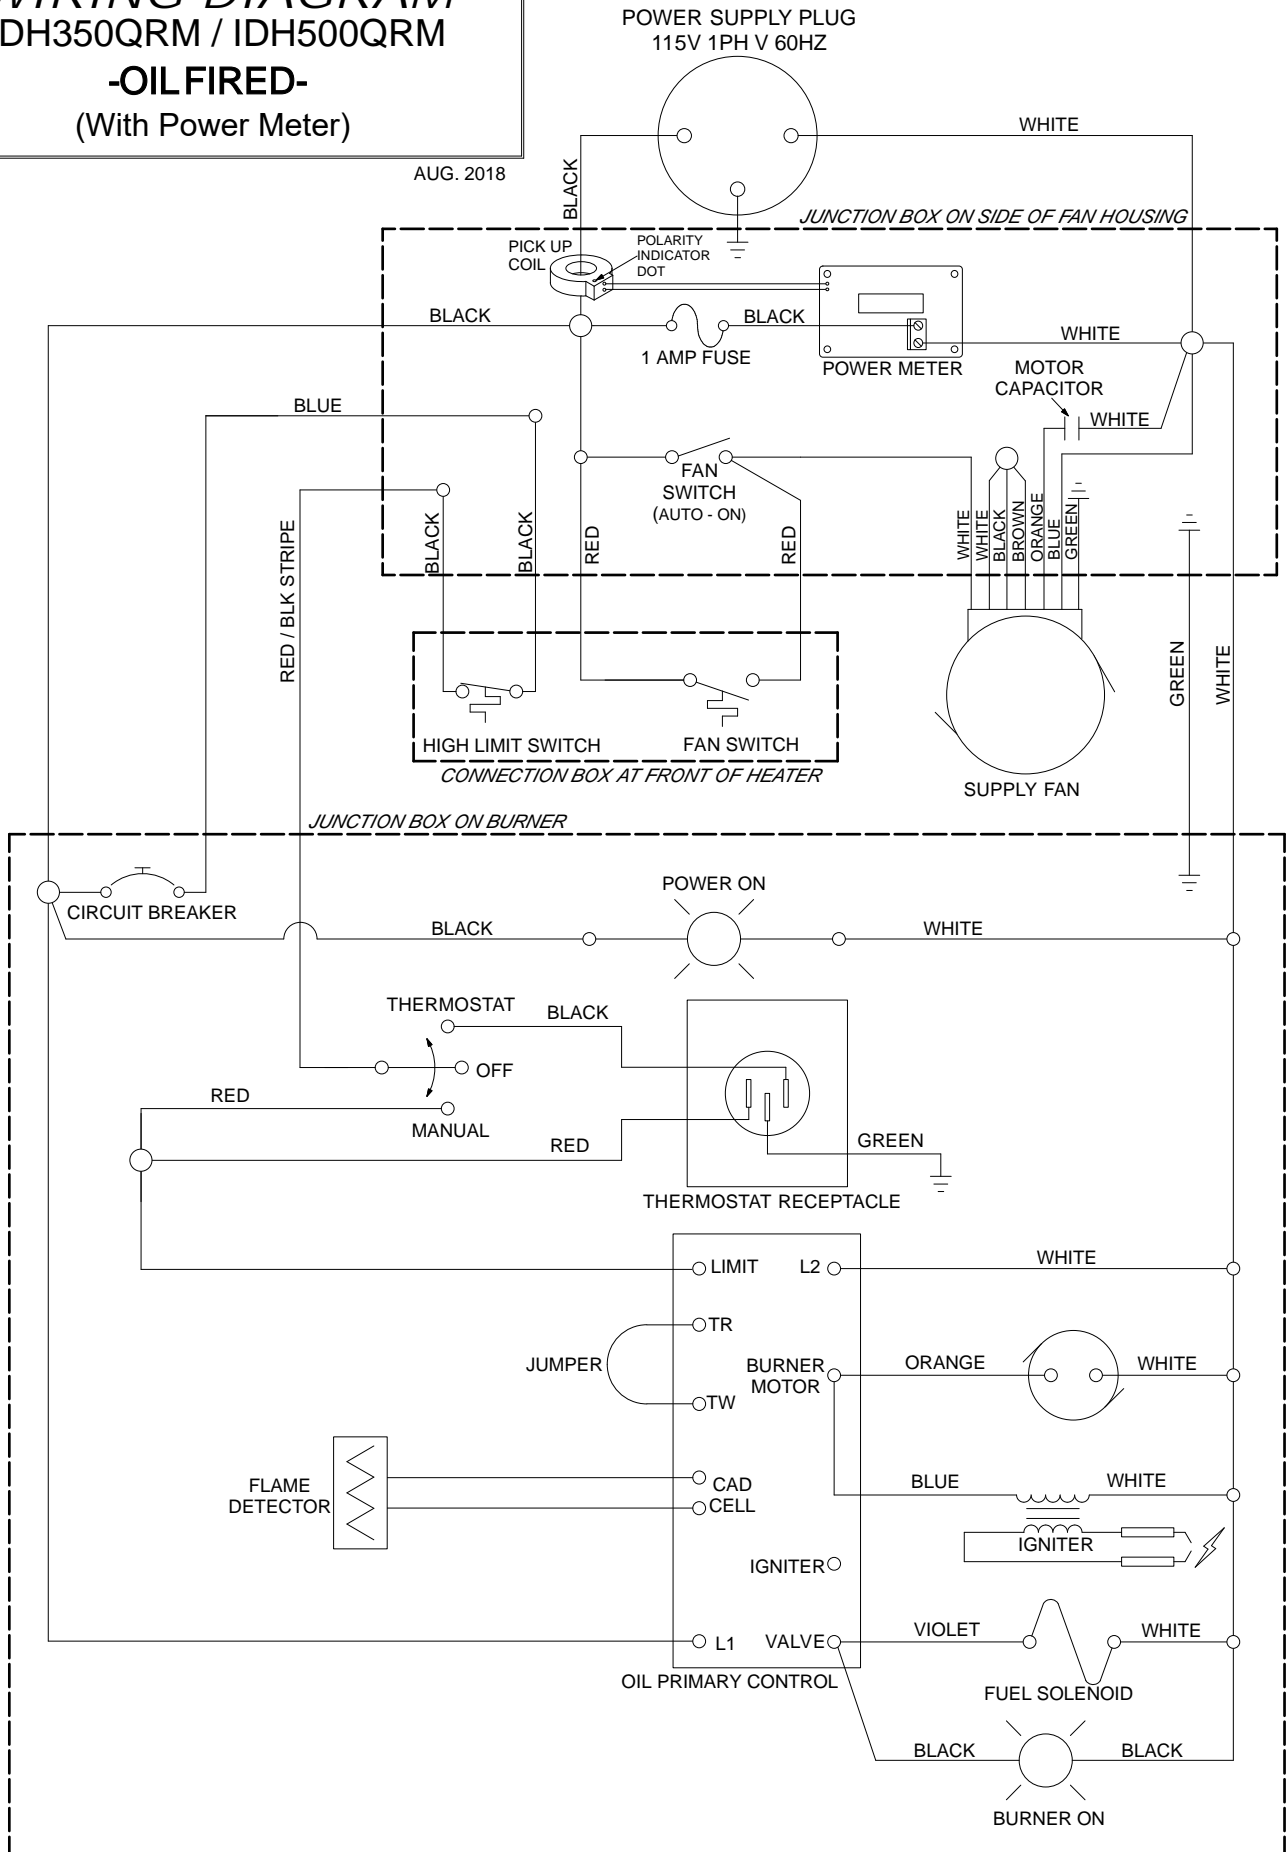 WIRING DIAGRAM
DH350QRM / IDH500QRM
-OILFIRED-
(With Power Meter)
AUG. 2018
POWER SUPPLY PLUG
115V 1PH V 60HZ
WHITE
BLACK
JUNCTION BOX ON SIDE OF FAN HOUSING
PICK UP
COIL
POLARITY
INDICATOR
DOT
BLACK
BLACK
1 AMP FUSE
POWER METER
WHITE
MOTOR
CAPACITOR
WHITE
BLUE
FAN
SWITCH
(AUTO - ON)
RED / BLK STRIPE
BLACK
BLACK
RED
RED
WHITE
WHITE
BLACK
BROWN
ORANGE
BLUE
GREEN
GREEN
WHITE
HIGH LIMIT SWITCH
FAN SWITCH
CONNECTION BOX AT FRONT OF HEATER
SUPPLY FAN
JUNCTION BOX ON BURNER
CIRCUIT BREAKER
POWER ON
BLACK
WHITE
THERMOSTAT
BLACK
OFF
RED
MANUAL
RED
GREEN
THERMOSTAT RECEPTACLE
LIMIT
L2
WHITE
TR
JUMPER
BURNER
MOTOR
ORANGE
WHITE
TW
FLAME
DETECTOR
CAD
CELL
BLUE
WHITE
IGNITER
IGNITER
L1
VALVE
VIOLET
WHITE
OIL PRIMARY CONTROL
FUEL SOLENOID
BLACK
BLACK
BURNER ON